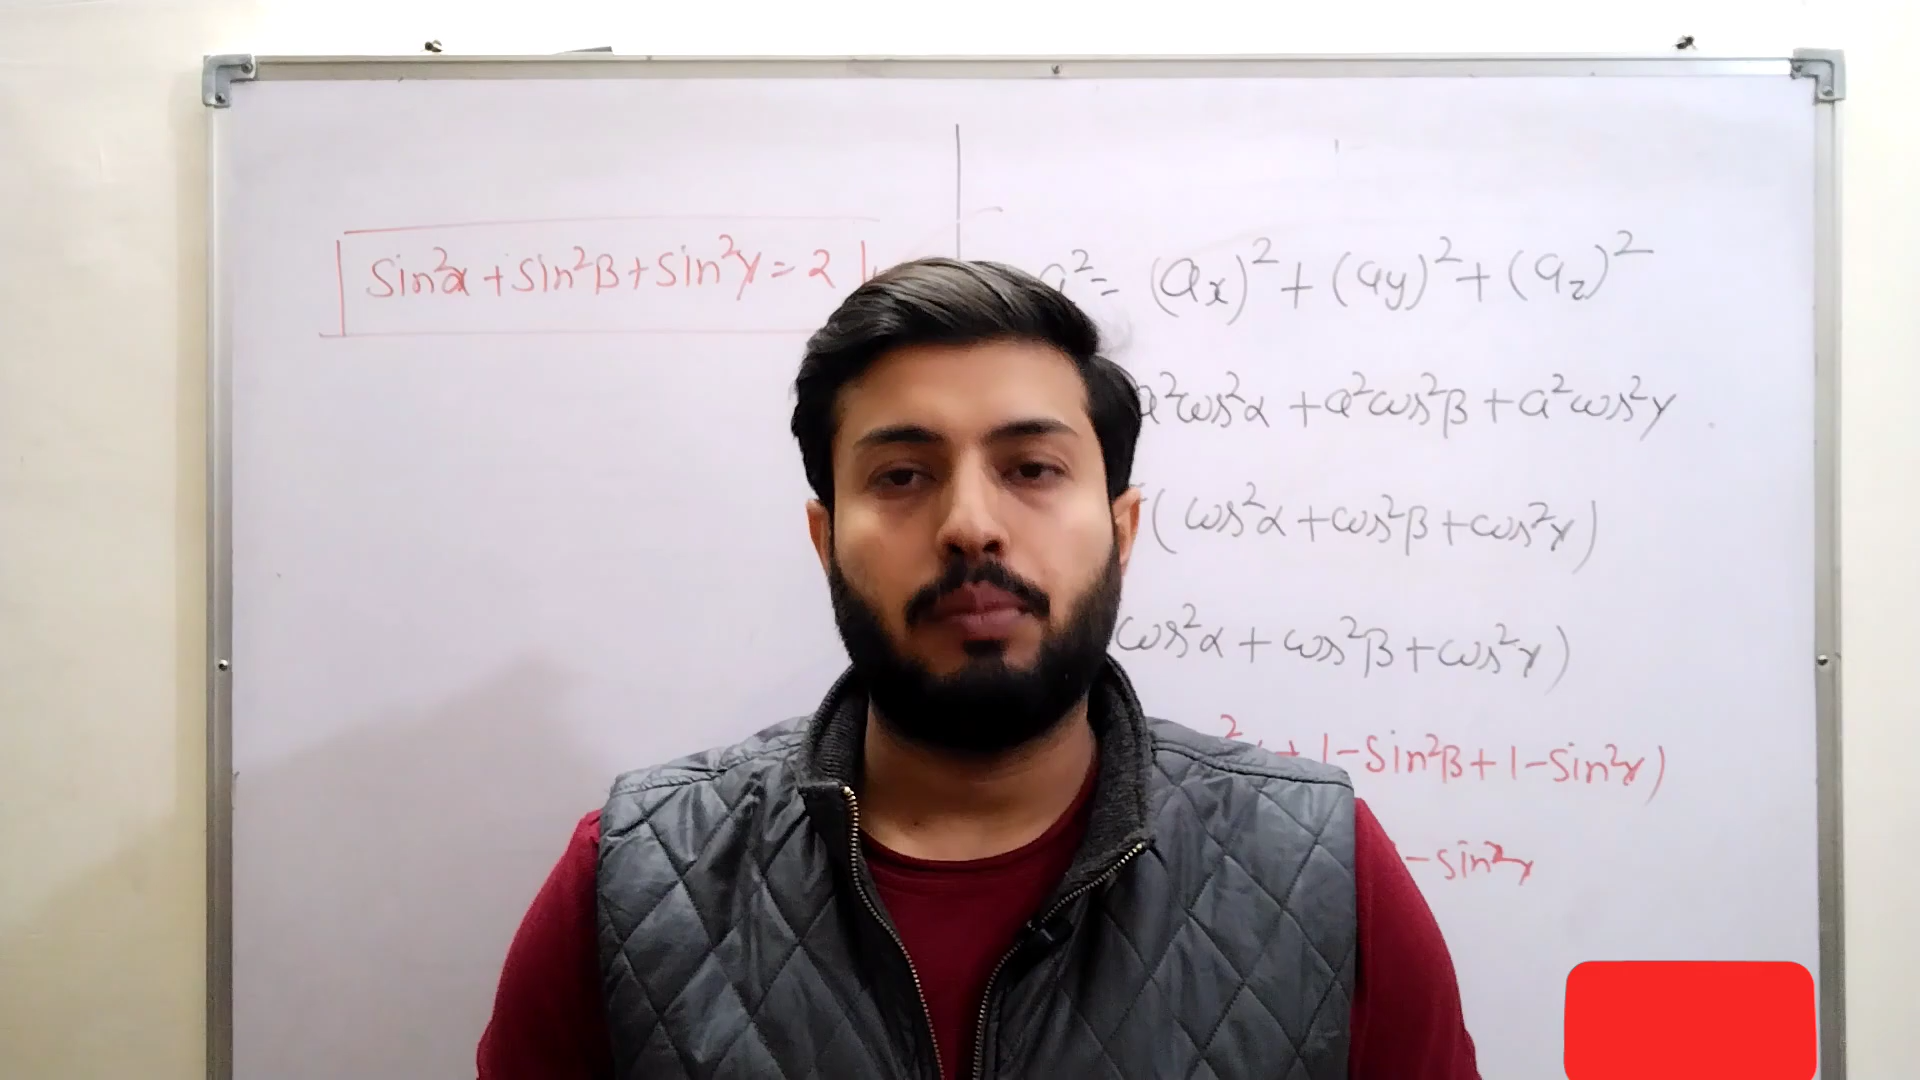 Sin²α + Sin²β + Sin²γ = 2
a² = (ax)² + (ay)² + (az)²
a²cos²α + a²cos²β + a²cos²γ
(cos²α + cos²β + cos²γ)
cos²α + cos²β + cos²γ)
+ 1 - Sin²β + 1 - Sin²γ)
- Sin²γ